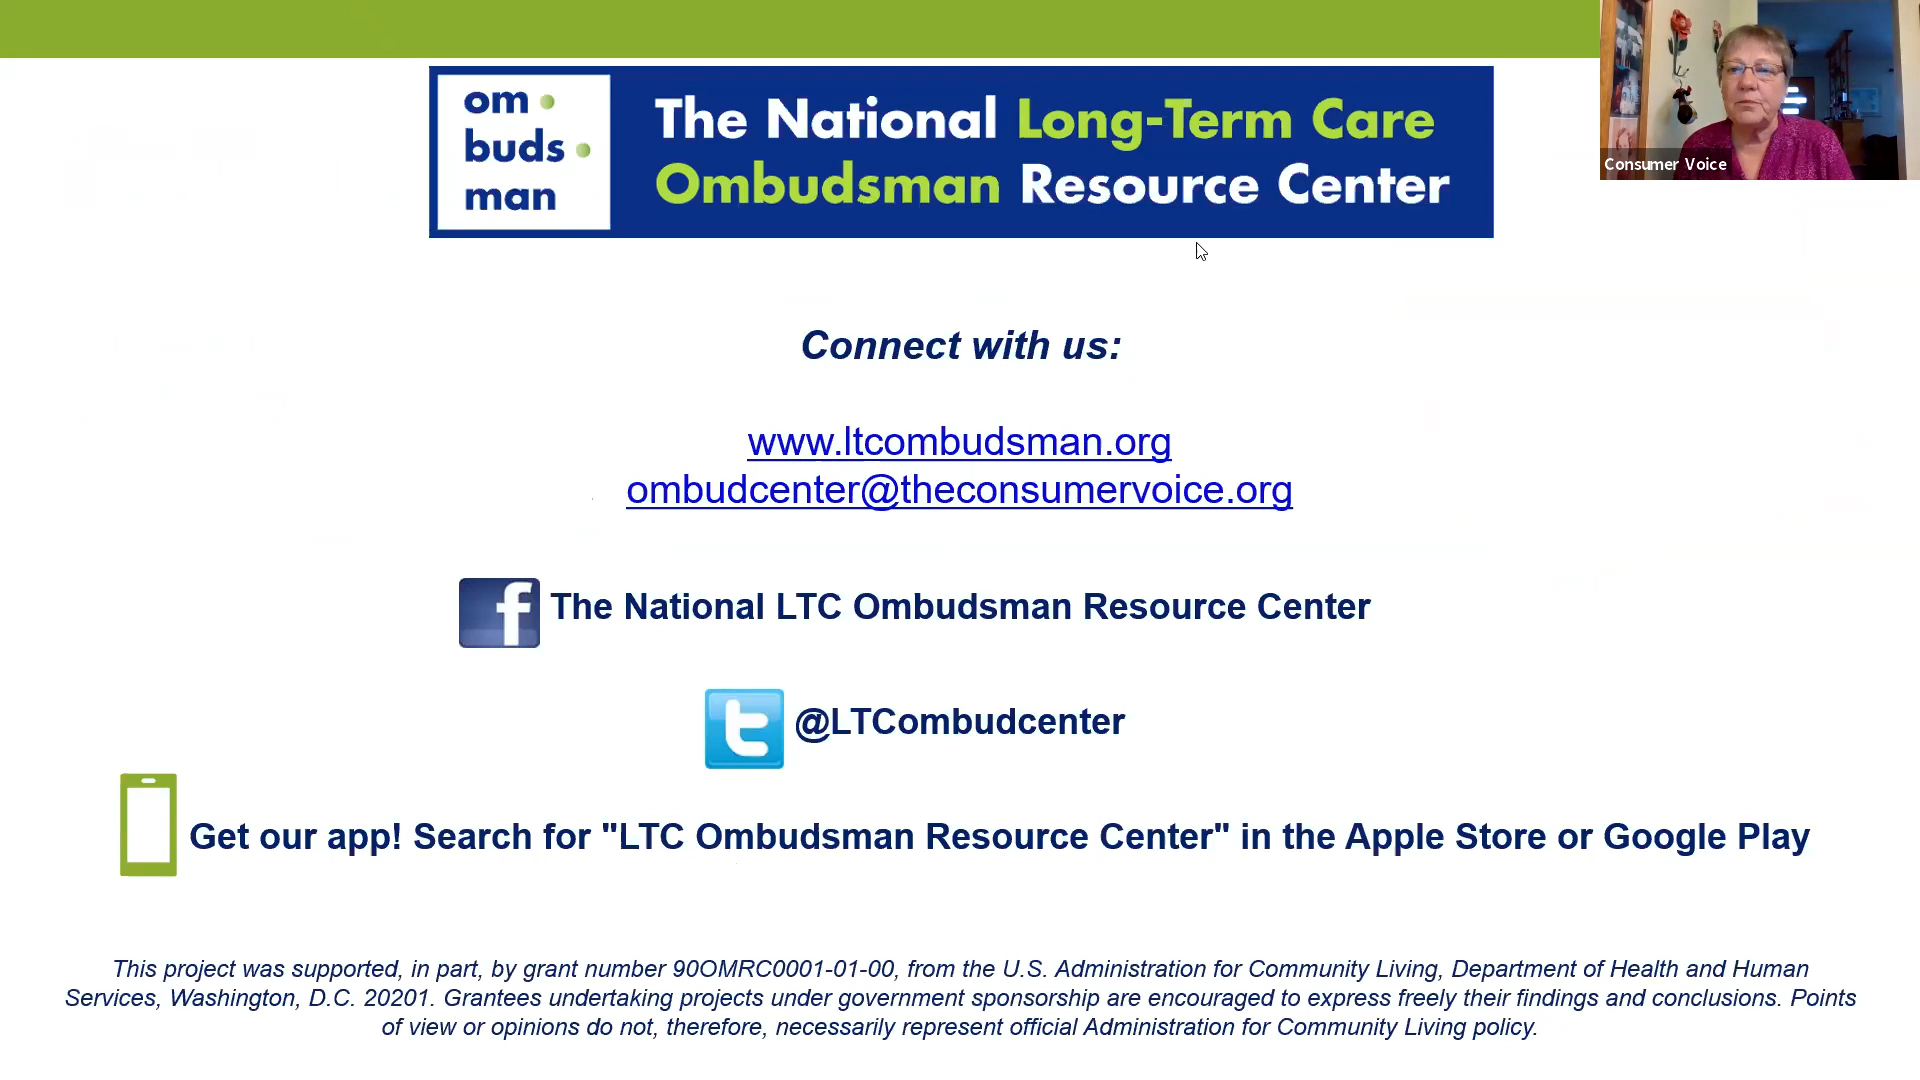 om
buds
man
The National Long-Term Care
Ombudsman Resource Center
Consumer Voice
Connect with us:
www.ltcombudsman.org
ombudcenter@theconsumervoice.org
f The National LTC Ombudsman Resource Center
t @LTCombudcenter
Get our app! Search for "LTC Ombudsman Resource Center" in the Apple Store or Google Play
This project was supported, in part, by grant number 90OMRC0001-01-00, from the U.S. Administration for Community Living, Department of Health and Human
Services, Washington, D.C. 20201. Grantees undertaking projects under government sponsorship are encouraged to express freely their findings and conclusions. Points
of view or opinions do not, therefore, necessarily represent official Administration for Community Living policy.